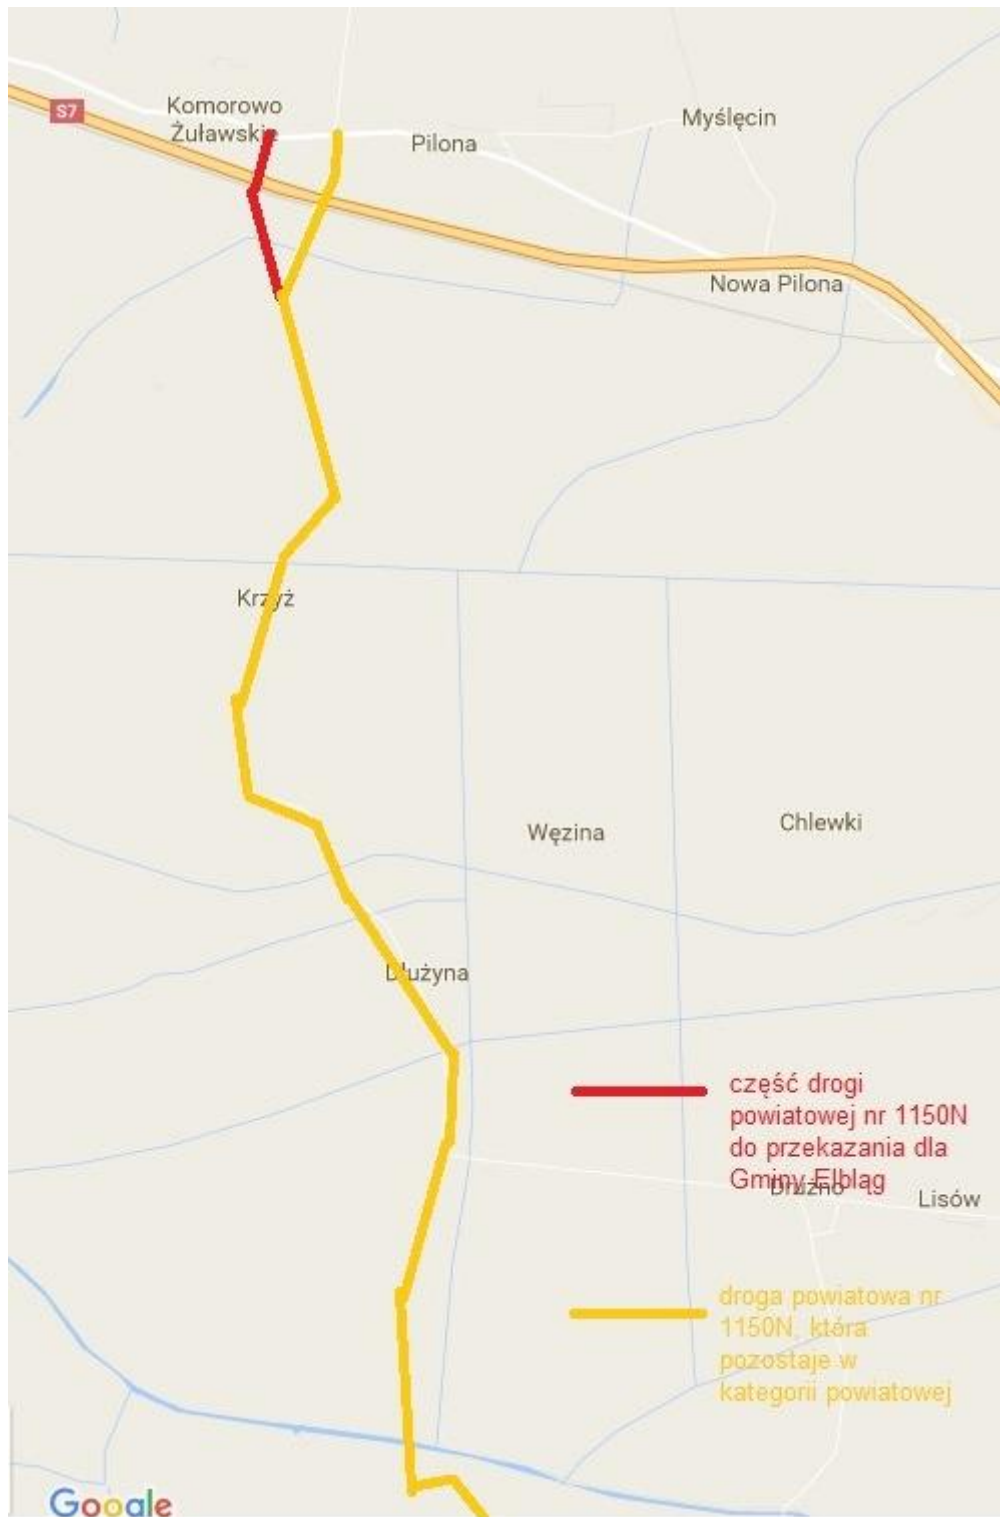 S7
Komorowo
Żuławskie
Myślęcin
Pilona
Nowa Pilona
Krzyż
Węzina
Chlewki
Dłużyna
część drogi
powiatowej nr 1150N
do przekazania dla
Gminy Elbląg
Drużno
Lisów
droga powiatowa nr
1150N, która
pozostaje w
kategorii powiatowej
Google